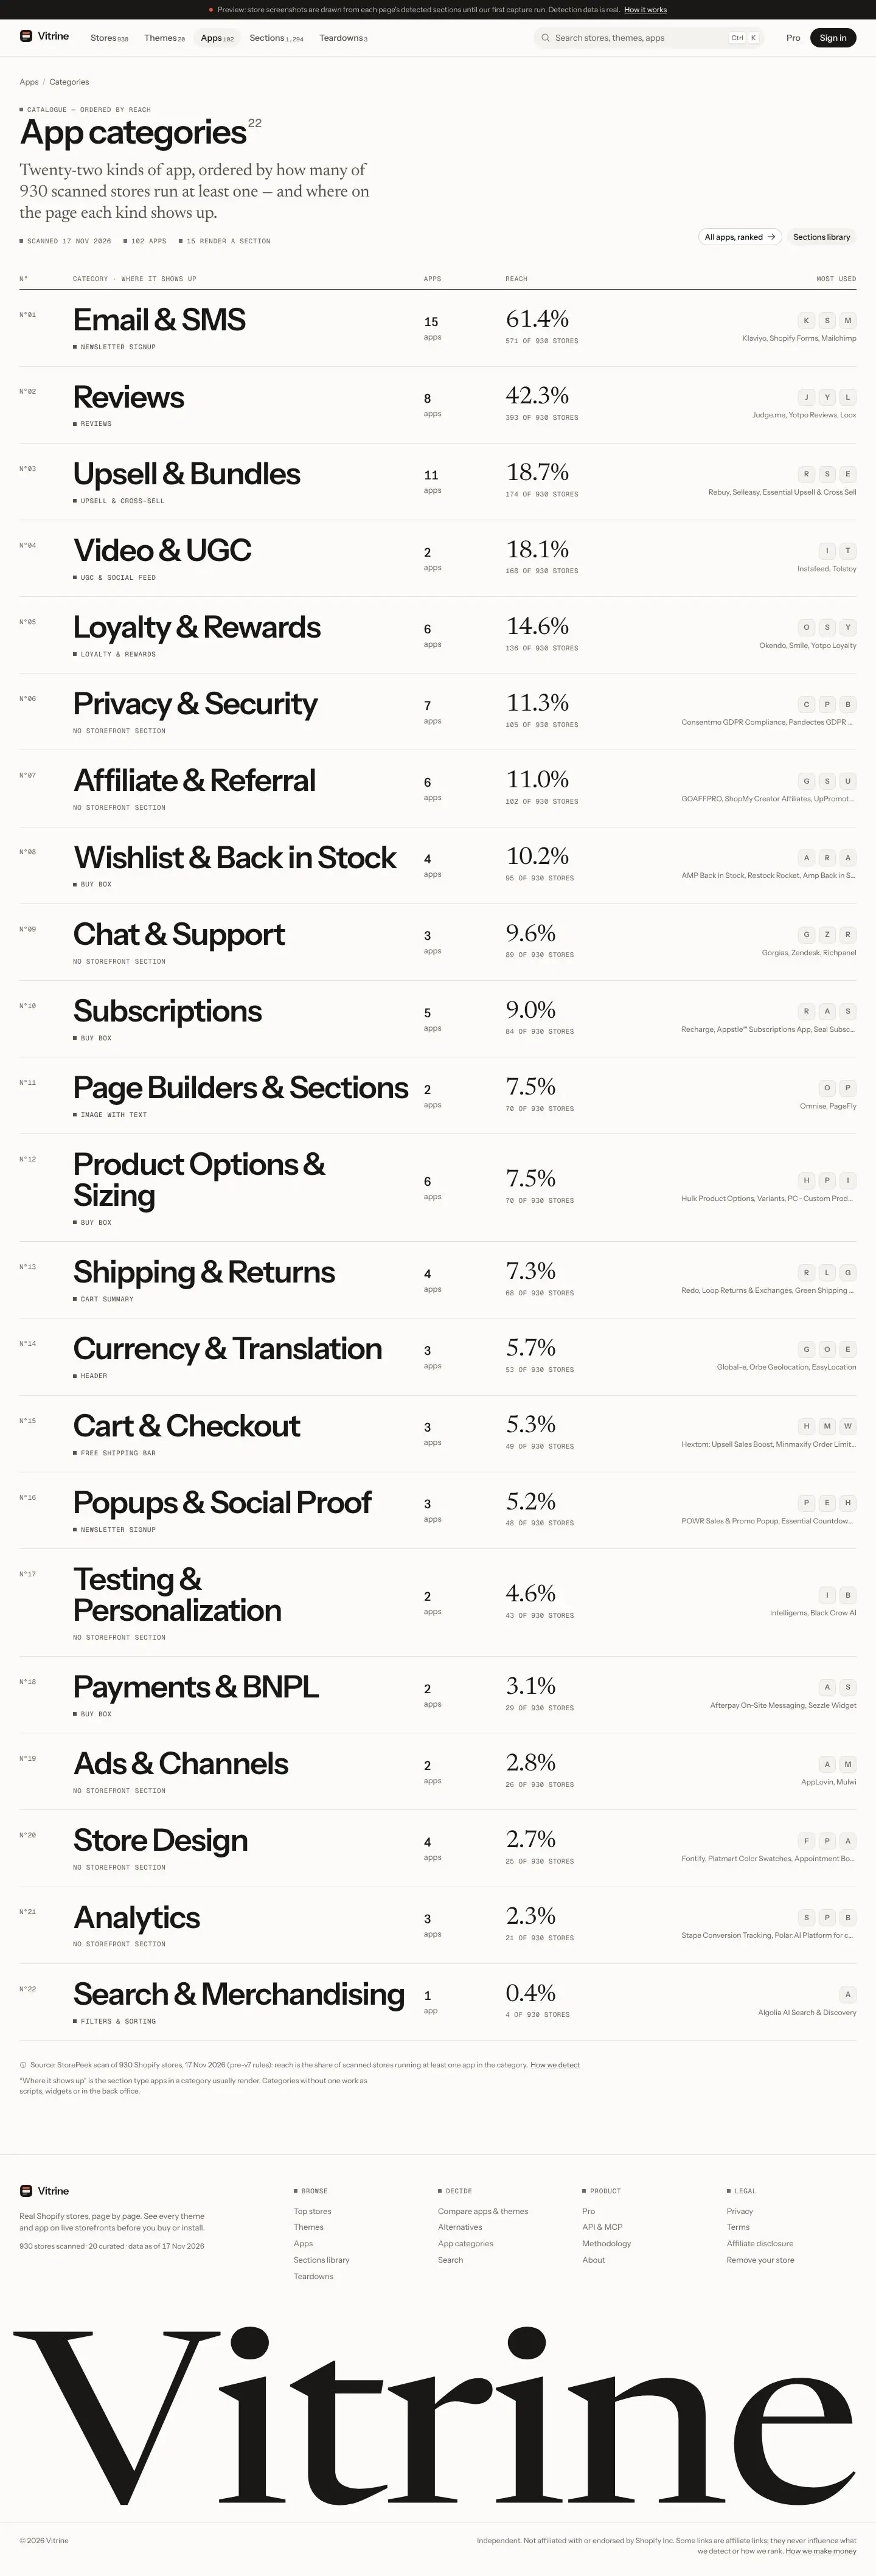 Preview: store screenshots are drawn from each page's detected sections until our first capture run. Detection data is real. How it works
Vitrine
Stores 930 Themes 20 Apps 102 Sections 1,294 Teardowns 3
Search stores, themes, apps Ctrl K
Pro Sign in
Apps / Categories
CATALOGUE — ORDERED BY REACH
App categories 22
Twenty-two kinds of app, ordered by how many of
930 scanned stores run at least one — and where on
the page each kind shows up.
SCANNED 17 NOV 2026 102 APPS 15 RENDER A SECTION
All apps, ranked → Sections library
N° CATEGORY · WHERE IT SHOWS UP APPS REACH MOST USED
N°01 Email & SMS 15 apps 61.4% K S M
NEWSLETTER SIGNUP 571 OF 930 STORES Klaviyo, Shopify Forms, Mailchimp
N°02 Reviews 8 apps 42.3% J Y L
REVIEWS 393 OF 930 STORES Judge.me, Yotpo Reviews, Loox
N°03 Upsell & Bundles 11 apps 18.7% R S E
UPSELL & CROSS-SELL 174 OF 930 STORES Rebuy, Selleasy, Essential Upsell & Cross Sell
N°04 Video & UGC 2 apps 18.1% I T
UGC & SOCIAL FEED 168 OF 930 STORES Instafeed, Tolstoy
N°05 Loyalty & Rewards 6 apps 14.6% O S Y
LOYALTY & REWARDS 136 OF 930 STORES Okendo, Smile, Yotpo Loyalty
N°06 Privacy & Security 7 apps 11.3% C P B
NO STOREFRONT SECTION 105 OF 930 STORES Consentmo GDPR Compliance, Pandectes GDPR ...
N°07 Affiliate & Referral 6 apps 11.0% G S U
NO STOREFRONT SECTION 102 OF 930 STORES GOAFFPRO, ShopMy Creator Affiliates, UpPromot...
N°08 Wishlist & Back in Stock 4 apps 10.2% A R A
BUY BOX 95 OF 930 STORES AMP Back in Stock, Restock Rocket, Amp Back in S...
N°09 Chat & Support 3 apps 9.6% G Z R
NO STOREFRONT SECTION 89 OF 930 STORES Gorgias, Zendesk, Richpanel
N°10 Subscriptions 5 apps 9.0% R A S
BUY BOX 84 OF 930 STORES Recharge, Appstle℠ Subscriptions App, Seal Subsc...
N°11 Page Builders & Sections 2 apps 7.5% O P
IMAGE WITH TEXT 70 OF 930 STORES Omnise, PageFly
N°12 Product Options &
Sizing 6 apps 7.5% H P I
BUY BOX 70 OF 930 STORES Hulk Product Options, Variants, PC - Custom Prod...
N°13 Shipping & Returns 4 apps 7.3% R L G
CART SUMMARY 68 OF 930 STORES Redo, Loop Returns & Exchanges, Green Shipping ...
N°14 Currency & Translation 3 apps 5.7% G O E
HEADER 53 OF 930 STORES Global-e, Orbe Geolocation, EasyLocation
N°15 Cart & Checkout 3 apps 5.3% H M W
FREE SHIPPING BAR 49 OF 930 STORES Hextom: Upsell Sales Boost, Minmaxify Order Limit...
N°16 Popups & Social Proof 3 apps 5.2% P E H
NEWSLETTER SIGNUP 48 OF 930 STORES POWR Sales & Promo Popup, Essential Countdow...
N°17 Testing &
Personalization 2 apps 4.6% I B
NO STOREFRONT SECTION 43 OF 930 STORES Intelligems, Black Crow AI
N°18 Payments & BNPL 2 apps 3.1% A S
BUY BOX 29 OF 930 STORES Afterpay On-Site Messaging, Sezzle Widget
N°19 Ads & Channels 2 apps 2.8% A M
NO STOREFRONT SECTION 26 OF 930 STORES AppLovin, Mulwi
N°20 Store Design 4 apps 2.7% F P A
NO STOREFRONT SECTION 25 OF 930 STORES Fontify, Platmart Color Swatches, Appointment Bo...
N°21 Analytics 3 apps 2.3% S P B
NO STOREFRONT SECTION 21 OF 930 STORES Stape Conversion Tracking, Polar:AI Platform for c...
N°22 Search & Merchandising 1 app 0.4% A
FILTERS & SORTING 4 OF 930 STORES Algolia AI Search & Discovery
Source: StorePeek scan of 930 Shopify stores, 17 Nov 2026 (pre-v7 rules): reach is the share of scanned stores running at least one app in the category. How we detect
"Where it shows up" is the section type apps in a category usually render. Categories without one work as
scripts, widgets or in the back office.
Vitrine
Real Shopify stores, page by page. See every theme
and app on live storefronts before you buy or install.
930 stores scanned · 20 curated · data as of 17 Nov 2026
BROWSE
Top stores
Themes
Apps
Sections library
Teardowns
DECIDE
Compare apps & themes
Alternatives
App categories
Search
PRODUCT
Pro
API & MCP
Methodology
About
LEGAL
Privacy
Terms
Affiliate disclosure
Remove your store
Vitrine
© 2026 Vitrine
Independent. Not affiliated with or endorsed by Shopify Inc. Some links are affiliate links; they never influence what
we detect or how we rank. How we make money